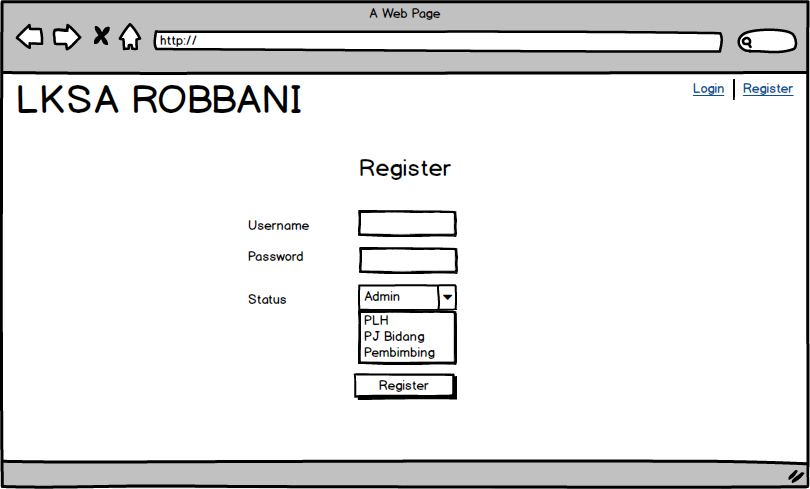 A Web Page
http://
LKSA ROBBANI
Login
Register
Register
Username
Password
Status
Admin
PLH
PJ Bidang
Pembimbing
Register